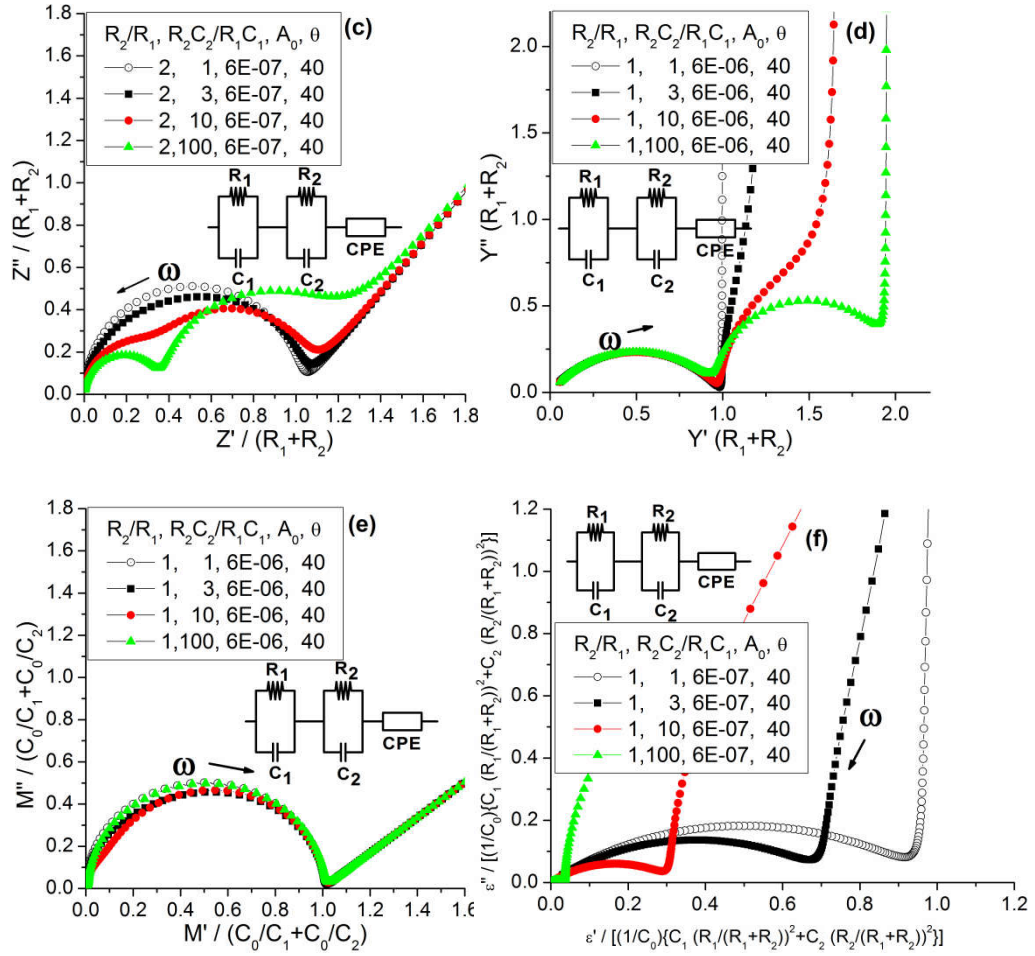 (c)
R2/R1, R2C2/R1C1, A0, θ
2, 1, 6E-07, 40
2, 3, 6E-07, 40
2, 10, 6E-07, 40
2,100, 6E-07, 40
R1 R2
CPE
C1 C2
ω
1.8
1.6
1.4
1.2
1.0
0.8
0.6
0.4
0.2
0.0
0.0 0.2 0.4 0.6 0.8 1.0 1.2 1.4 1.6 1.8
Z'' / (R1+R2)
Z' / (R1+R2)
(d)
R2/R1, R2C2/R1C1, A0, θ
1, 1, 6E-06, 40
1, 3, 6E-06, 40
1, 10, 6E-06, 40
1,100, 6E-06, 40
R1 R2
CPE
C1 C2
ω
2.0
1.5
1.0
0.5
0.0
0.0 0.5 1.0 1.5 2.0
Y'' (R1+R2)
Y' (R1+R2)
(e)
R2/R1, R2C2/R1C1, A0, θ
1, 1, 6E-06, 40
1, 3, 6E-06, 40
1, 10, 6E-06, 40
1,100, 6E-06, 40
R1 R2
CPE
C1 C2
ω
1.8
1.6
1.4
1.2
1.0
0.8
0.6
0.4
0.2
0.0
0.0 0.2 0.4 0.6 0.8 1.0 1.2 1.4 1.6
M'' / (C0/C1+C0/C2)
M' / (C0/C1+C0/C2)
(f)
R1 R2
CPE
C1 C2
R2/R1, R2C2/R1C1, A0, θ
1, 1, 6E-07, 40
1, 3, 6E-07, 40
1, 10, 6E-07, 40
1,100, 6E-07, 40
ω
1.2
1.0
0.8
0.6
0.4
0.2
0.0
0.0 0.2 0.4 0.6 0.8 1.0 1.2
ε'' / [(1/C0){C1 (R1/(R1+R2))²+C2 (R2/(R1+R2))²}]
ε' / [(1/C0){C1 (R1/(R1+R2))²+C2 (R2/(R1+R2))²}]